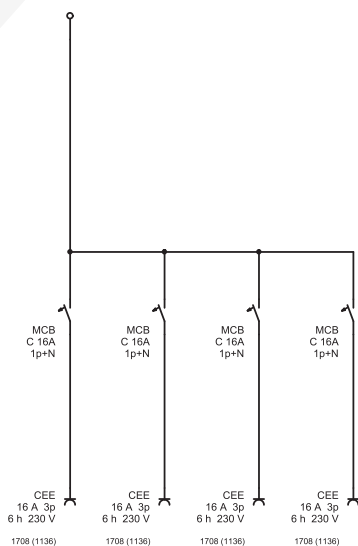 MCB
C 16A
1p+N
MCB
C 16A
1p+N
MCB
C 16A
1p+N
MCB
C 16A
1p+N
CEE
16 A 3p
6 h 230 V
1708 (1136)
CEE
16 A 3p
6 h 230 V
1708 (1136)
CEE
16 A 3p
6 h 230 V
1708 (1136)
CEE
16 A 3p
6 h 230 V
1708 (1136)